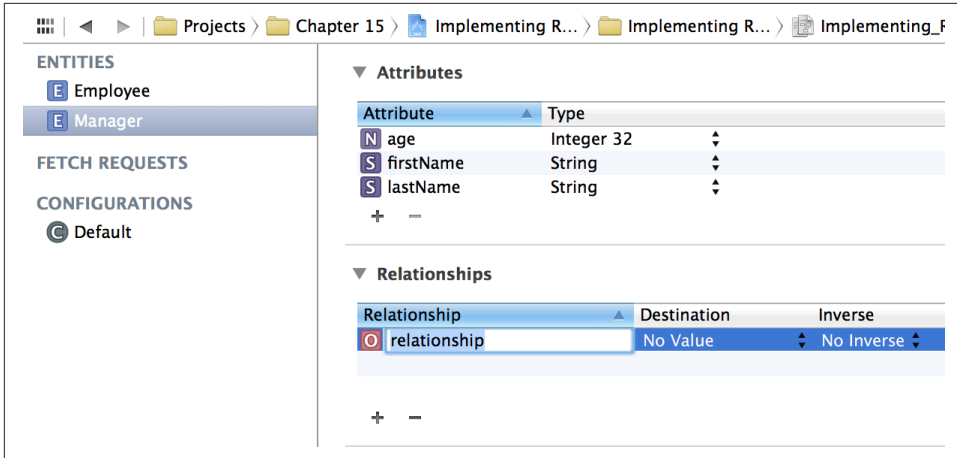 Projects Chapter 15 Implementing R... Implementing R... Implementing_R
ENTITIES
E Employee
E Manager
FETCH REQUESTS
CONFIGURATIONS
C Default
Attributes
Attribute Type
N age Integer 32
S firstName String
S lastName String
+ −
Relationships
Relationship Destination Inverse
O relationship No Value No Inverse
+ −